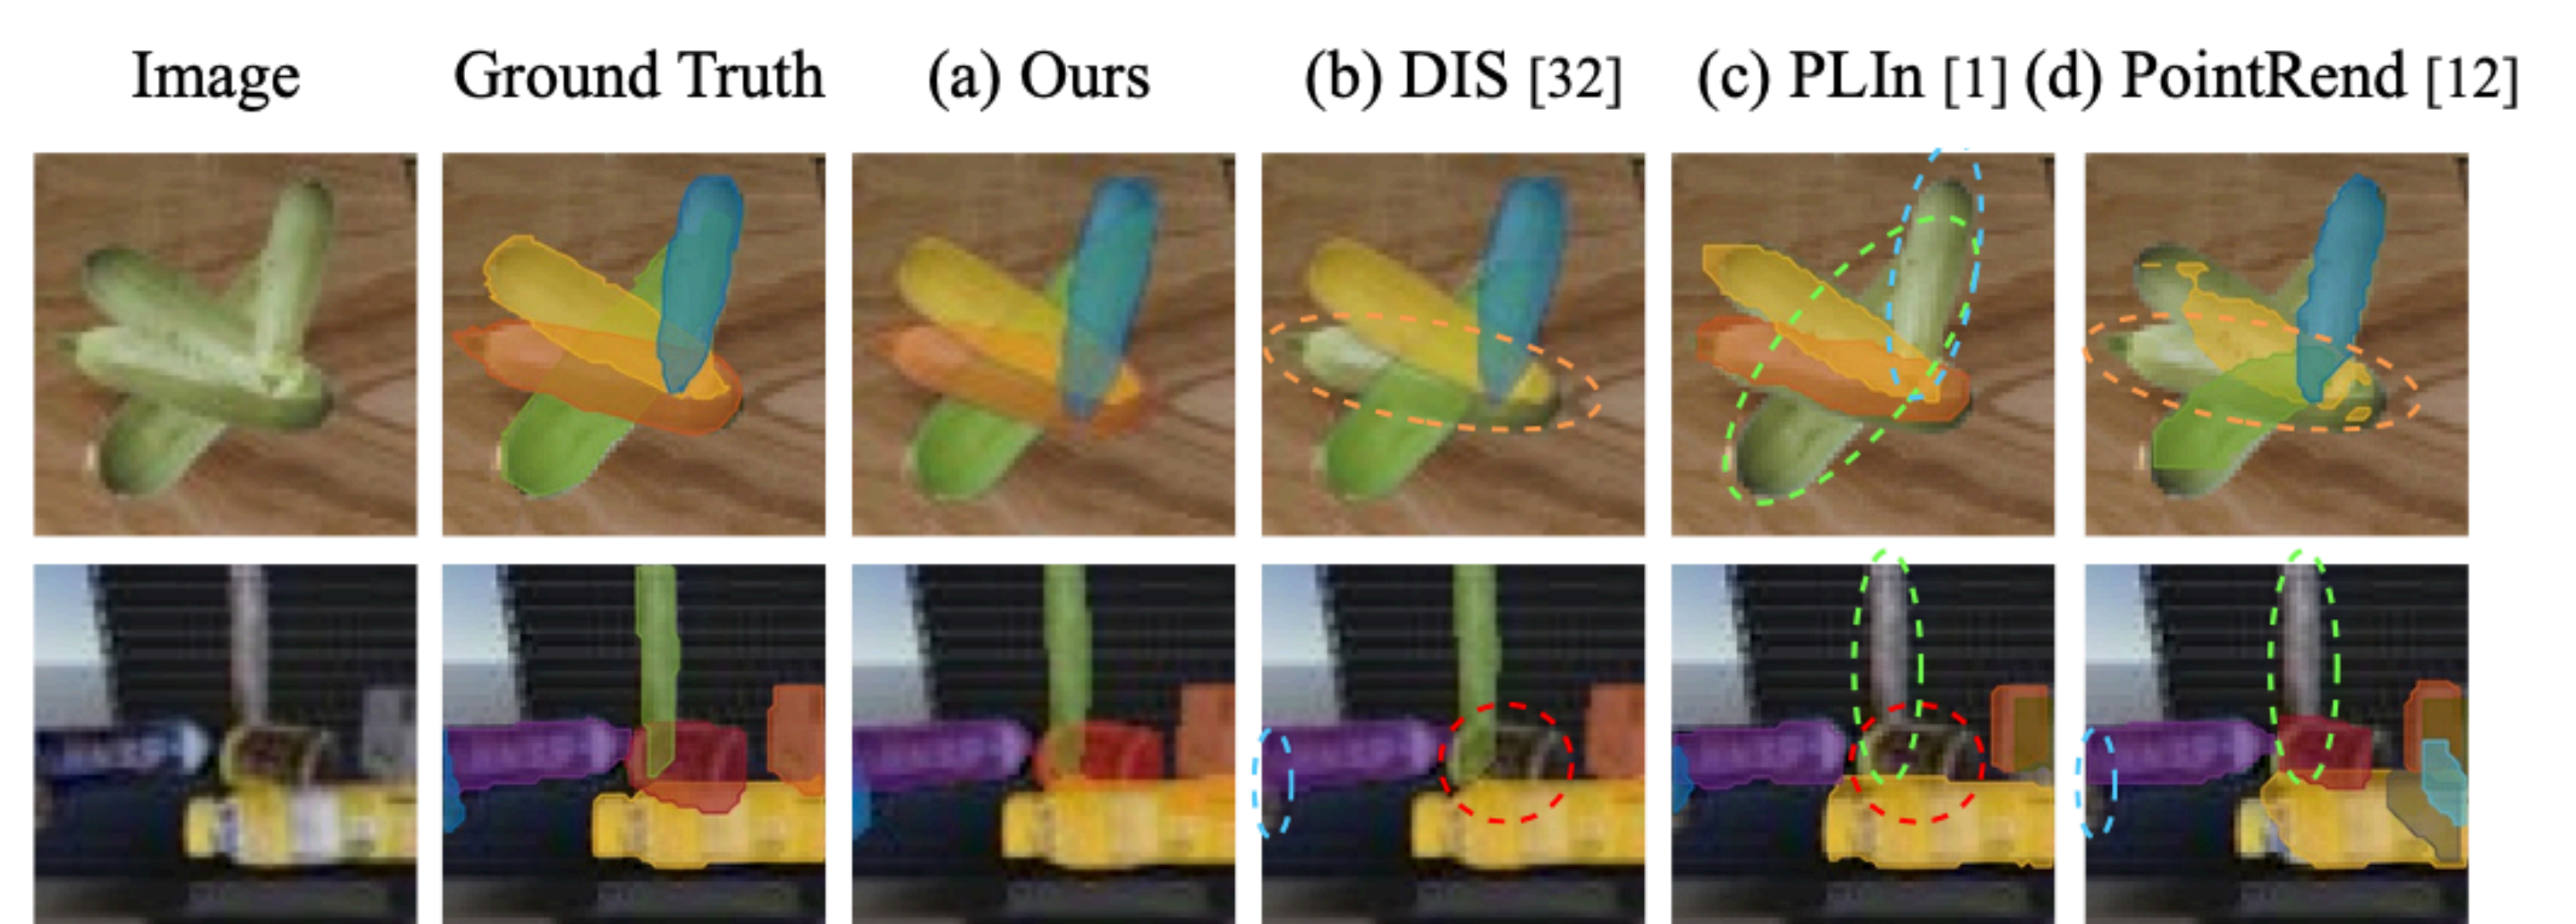 Image Ground Truth (a) Ours (b) DIS [32] (c) PLIn [1] (d) PointRend [12]